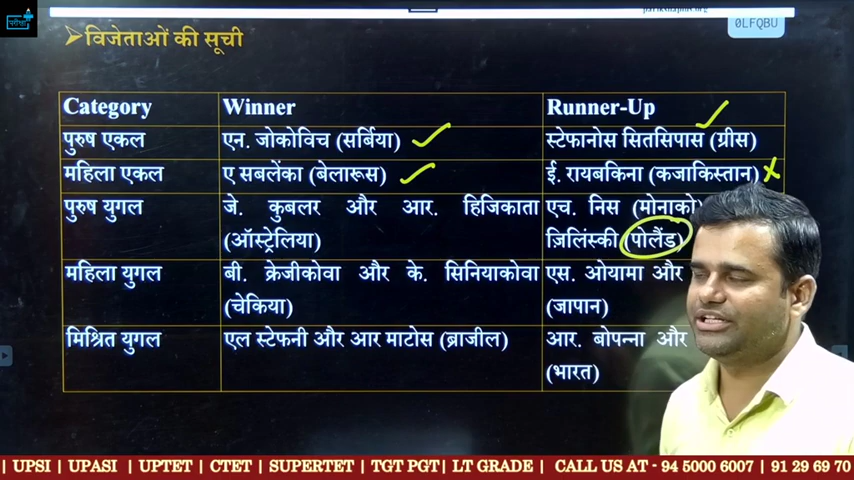 परीक्षा
0LFQBU
➤विजेताओं की सूची
Category Winner Runner-Up
पुरुष एकल एन. जोकोविच (सर्बिया) स्टेफानोस सितसिपास (ग्रीस)
महिला एकल ए सबलेंका (बेलारूस) ई. रायबकिना (कजाकिस्तान)
पुरुष युगल जे. कुबलर और आर. हिजिकाता एच. निस (मोनाको)
(ऑस्ट्रेलिया) ज़िलिंस्की (पोलैंड)
महिला युगल बी. क्रेजीकोवा और के. सिनियाकोवा एस. ओयामा और
(चेकिया) (जापान)
मिश्रित युगल एल स्टेफनी और आर माटोस (ब्राजील) आर. बोपन्ना और
(भारत)
| UPSI | UPASI | UPTET | CTET | SUPERTET | TGT PGT| LT GRADE | CALL US AT - 94 5000 6007 | 91 29 69 70